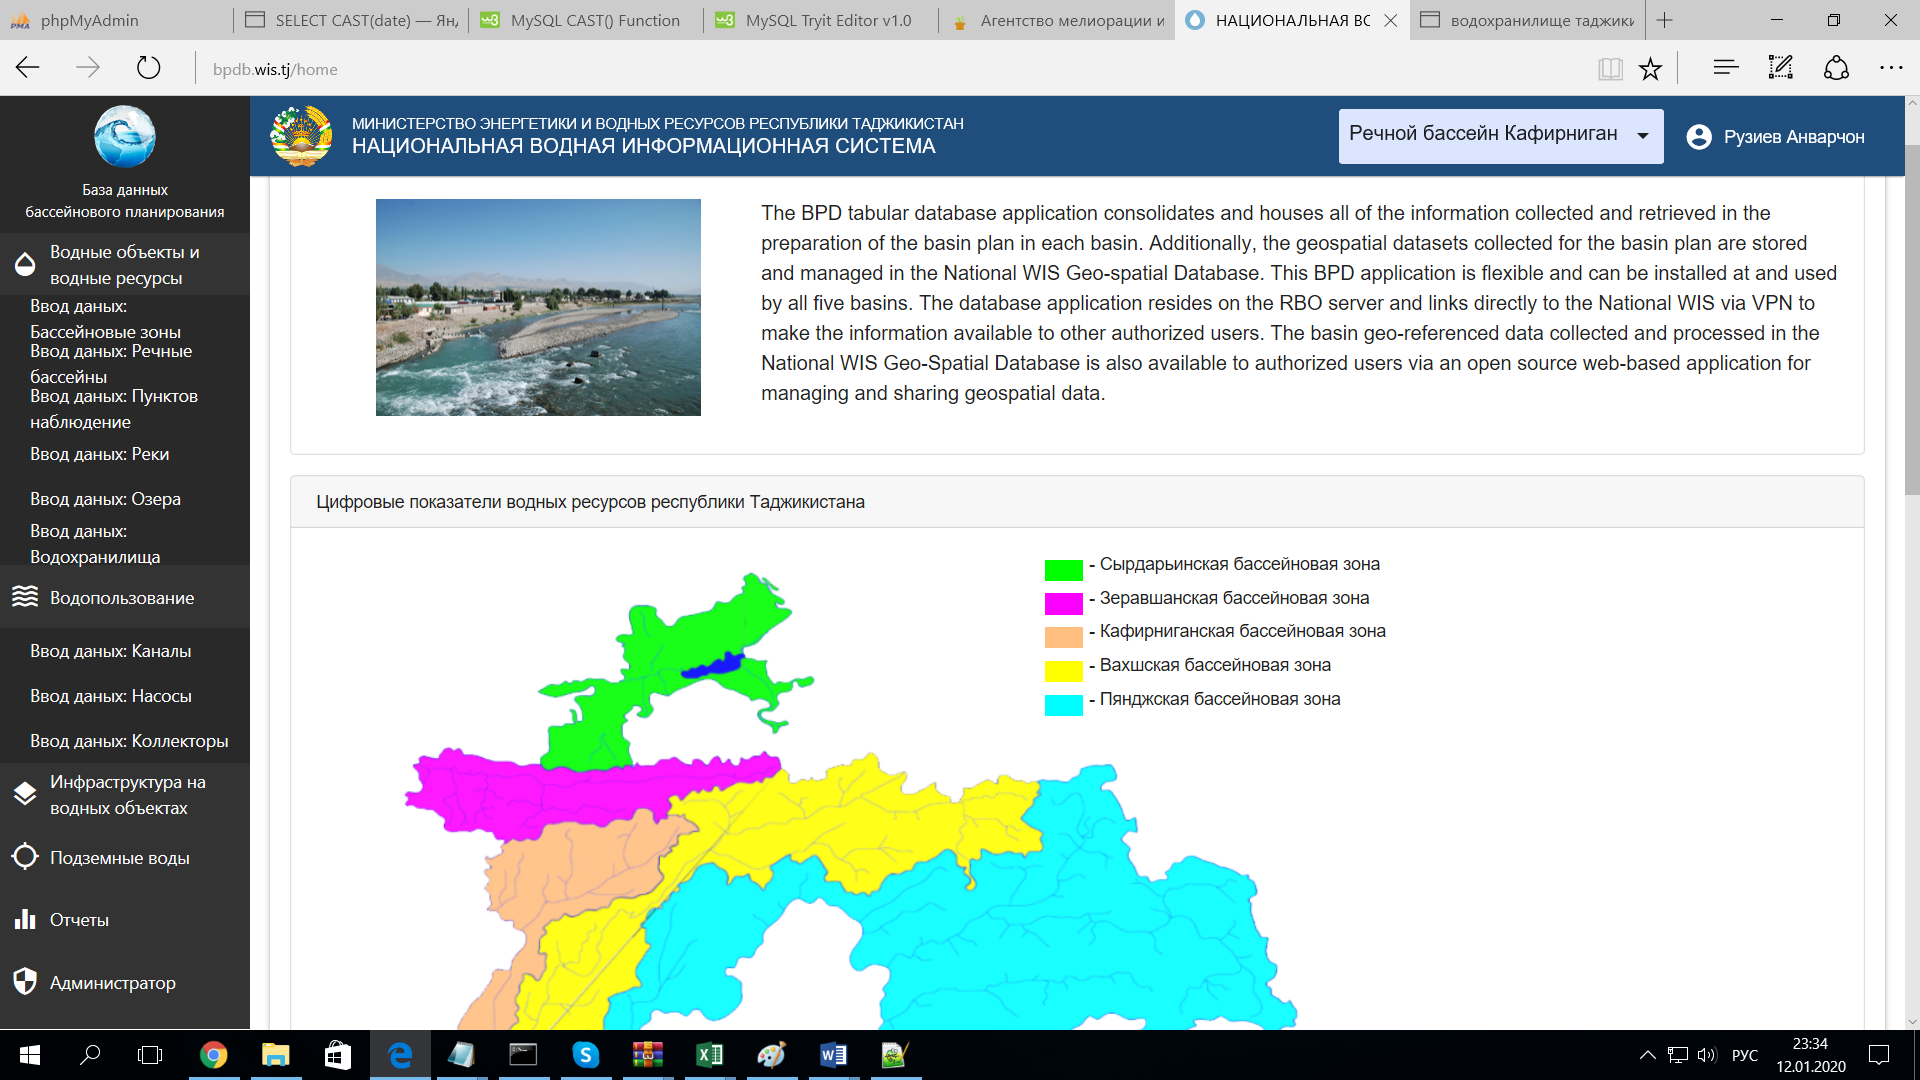 phpMyAdmin
SELECT CAST(date) — Янд
MySQL CAST() Function
MySQL Tryit Editor v1.0
Агентство мелиорации и
НАЦИОНАЛЬНАЯ ВО
водохранилище таджики
bpdb.wis.tj/home
База данных
бассейнового планирования
Водные объекты и
водные ресурсы
Ввод даных:
Бассейновые зоны
Ввод даных: Речные
бассейны
Ввод даных: Пунктов
наблюдение
Ввод даных: Реки
Ввод даных: Озера
Ввод даных:
Водохранилища
Водопользование
Ввод даных: Каналы
Ввод даных: Насосы
Ввод даных: Коллекторы
Инфраструктура на
водных объектах
Подземные воды
Отчеты
Администратор
МИНИСТЕРСТВО ЭНЕРГЕТИКИ И ВОДНЫХ РЕСУРСОВ РЕСПУБЛИКИ ТАДЖИКИСТАН
НАЦИОНАЛЬНАЯ ВОДНАЯ ИНФОРМАЦИОННАЯ СИСТЕМА
Речной бассейн Кафирниган
Рузиев Анварчон
The BPD tabular database application consolidates and houses all of the information collected and retrieved in the
preparation of the basin plan in each basin. Additionally, the geospatial datasets collected for the basin plan are stored
and managed in the National WIS Geo-spatial Database. This BPD application is flexible and can be installed at and used
by all five basins. The database application resides on the RBO server and links directly to the National WIS via VPN to
make the information available to other authorized users. The basin geo-referenced data collected and processed in the
National WIS Geo-Spatial Database is also available to authorized users via an open source web-based application for
managing and sharing geospatial data.
Цифровые показатели водных ресурсов республики Таджикистана
- Сырдарьинская бассейновая зона
- Зеравшанская бассейновая зона
- Кафирниганская бассейновая зона
- Вахшская бассейновая зона
- Пянджская бассейновая зона
РУС
23:34
12.01.2020